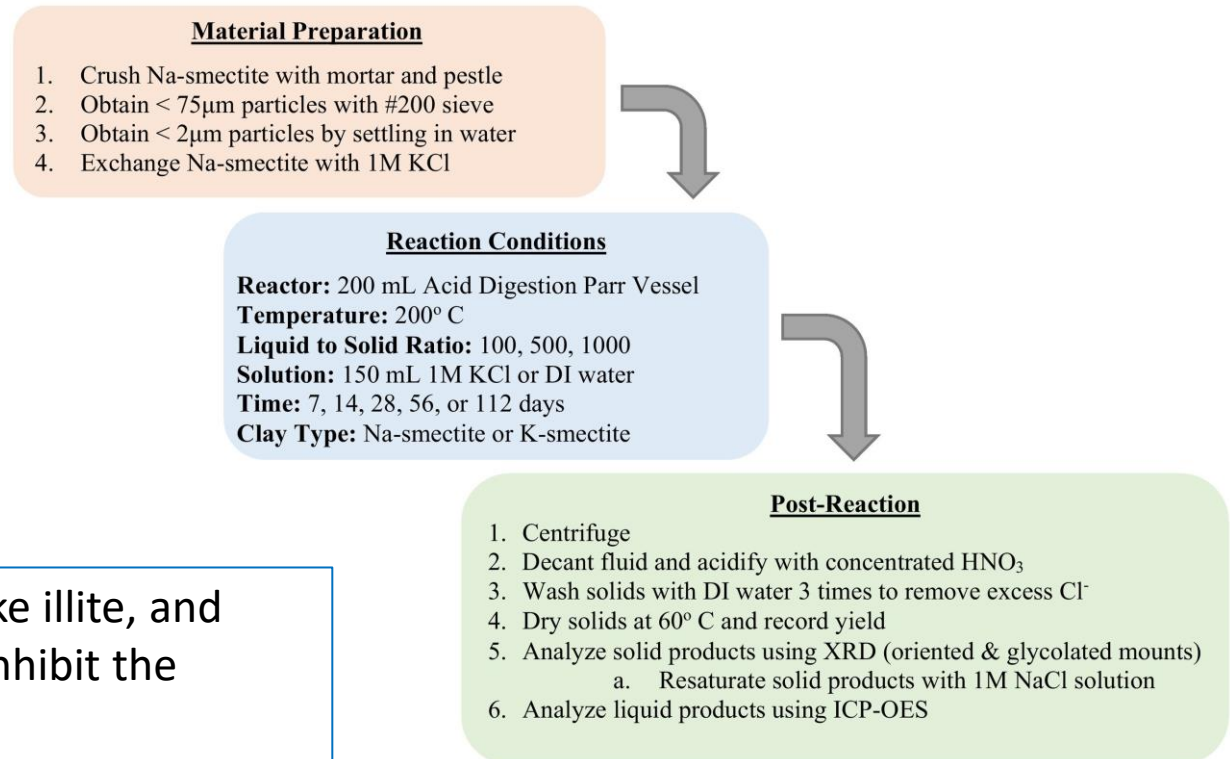 Material Preparation
1. Crush Na-smectite with mortar and pestle
2. Obtain < 75μm particles with #200 sieve
3. Obtain < 2μm particles by settling in water
4. Exchange Na-smectite with 1M KCl
Reaction Conditions
Reactor: 200 mL Acid Digestion Parr Vessel
Temperature: 200° C
Liquid to Solid Ratio: 100, 500, 1000
Solution: 150 mL 1M KCl or DI water
Time: 7, 14, 28, 56, or 112 days
Clay Type: Na-smectite or K-smectite
Post-Reaction
1. Centrifuge
2. Decant fluid and acidify with concentrated HNO₃
3. Wash solids with DI water 3 times to remove excess Cl⁻
4. Dry solids at 60° C and record yield
5. Analyze solid products using XRD (oriented & glycolated mounts)
a. Resaturate solid products with 1M NaCl solution
6. Analyze liquid products using ICP-OES
illite, and
the